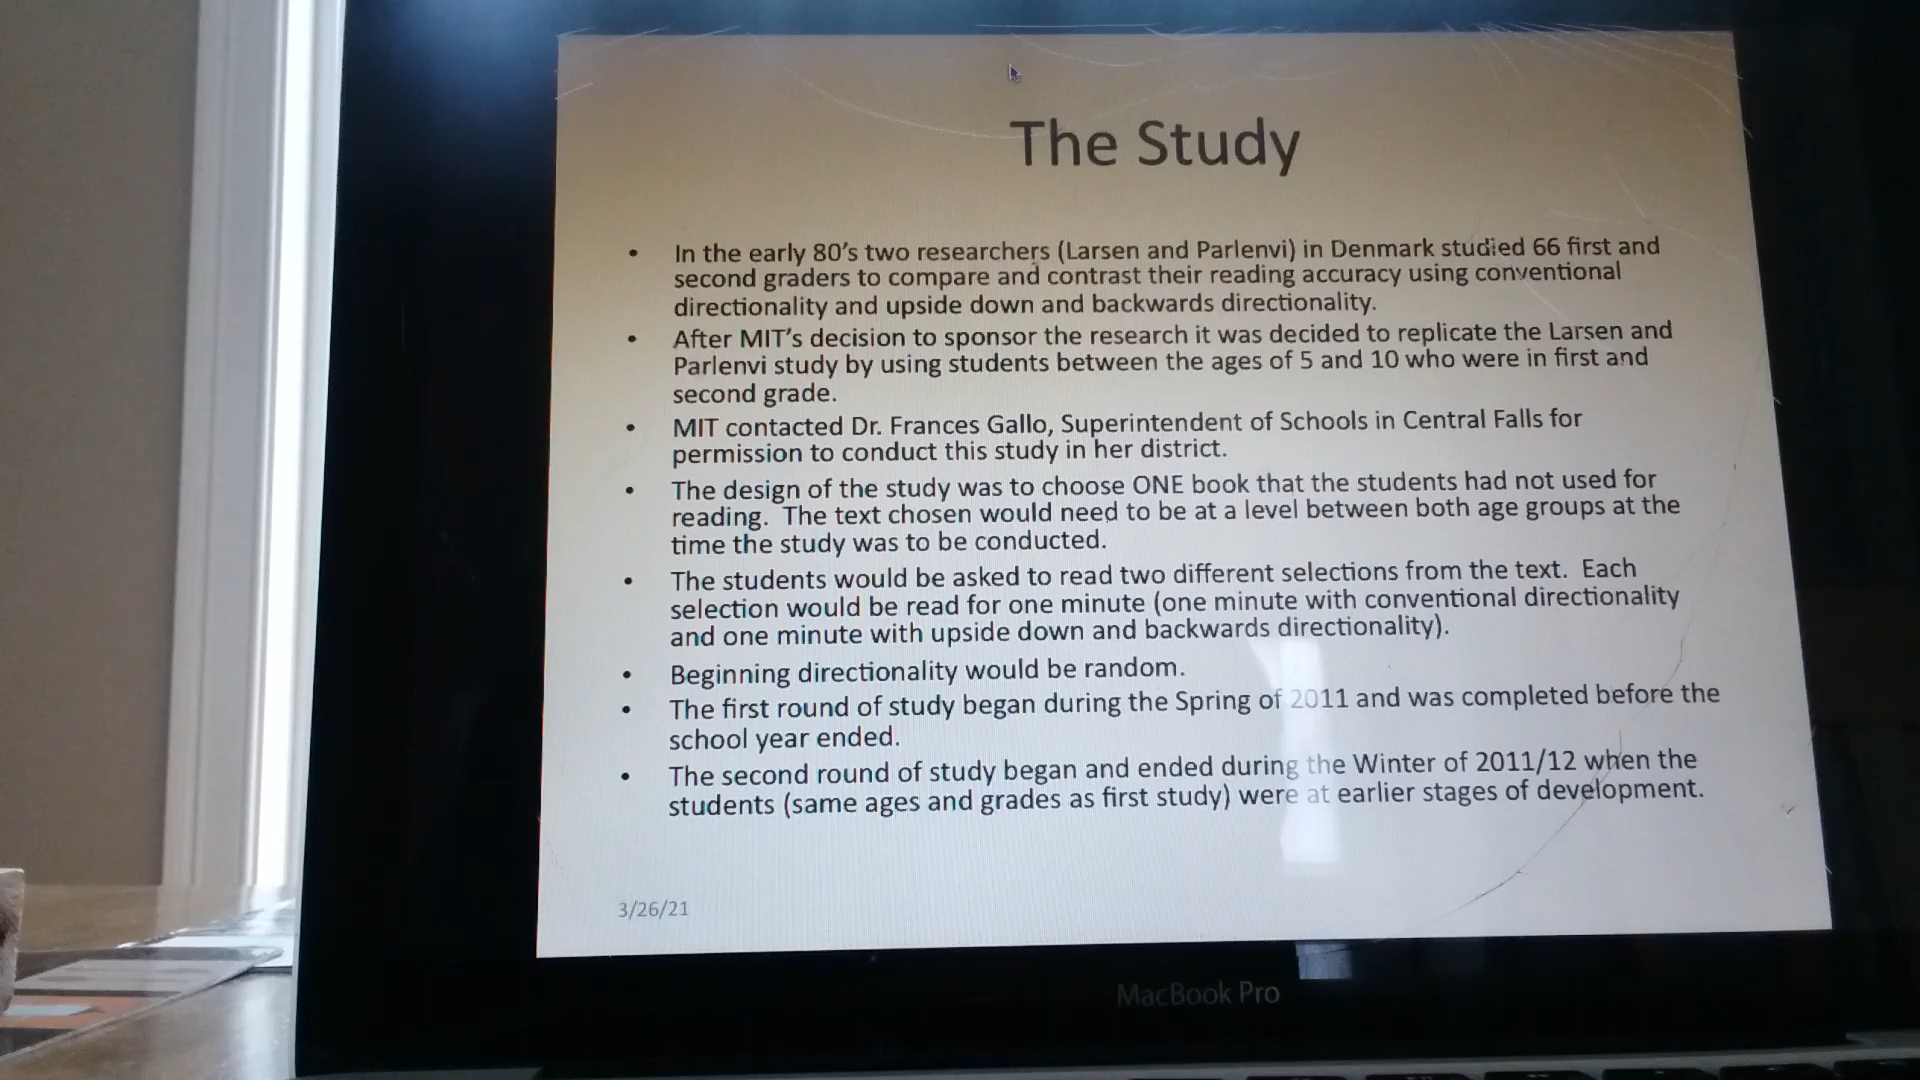 The Study
• In the early 80's two researchers (Larsen and Parlenvi) in Denmark studied 66 first and
second graders to compare and contrast their reading accuracy using conventional
directionality and upside down and backwards directionality.
• After MIT's decision to sponsor the research it was decided to replicate the Larsen and
Parlenvi study by using students between the ages of 5 and 10 who were in first and
second grade.
• MIT contacted Dr. Frances Gallo, Superintendent of Schools in Central Falls for
permission to conduct this study in her district.
• The design of the study was to choose ONE book that the students had not used for
reading. The text chosen would need to be at a level between both age groups at the
time the study was to be conducted.
• The students would be asked to read two different selections from the text. Each
selection would be read for one minute (one minute with conventional directionality
and one minute with upside down and backwards directionality).
• Beginning directionality would be random.
• The first round of study began during the Spring of 2011 and was completed before the
school year ended.
• The second round of study began and ended during the Winter of 2011/12 when the
students (same ages and grades as first study) were at earlier stages of development.
3/26/21
MacBook Pro